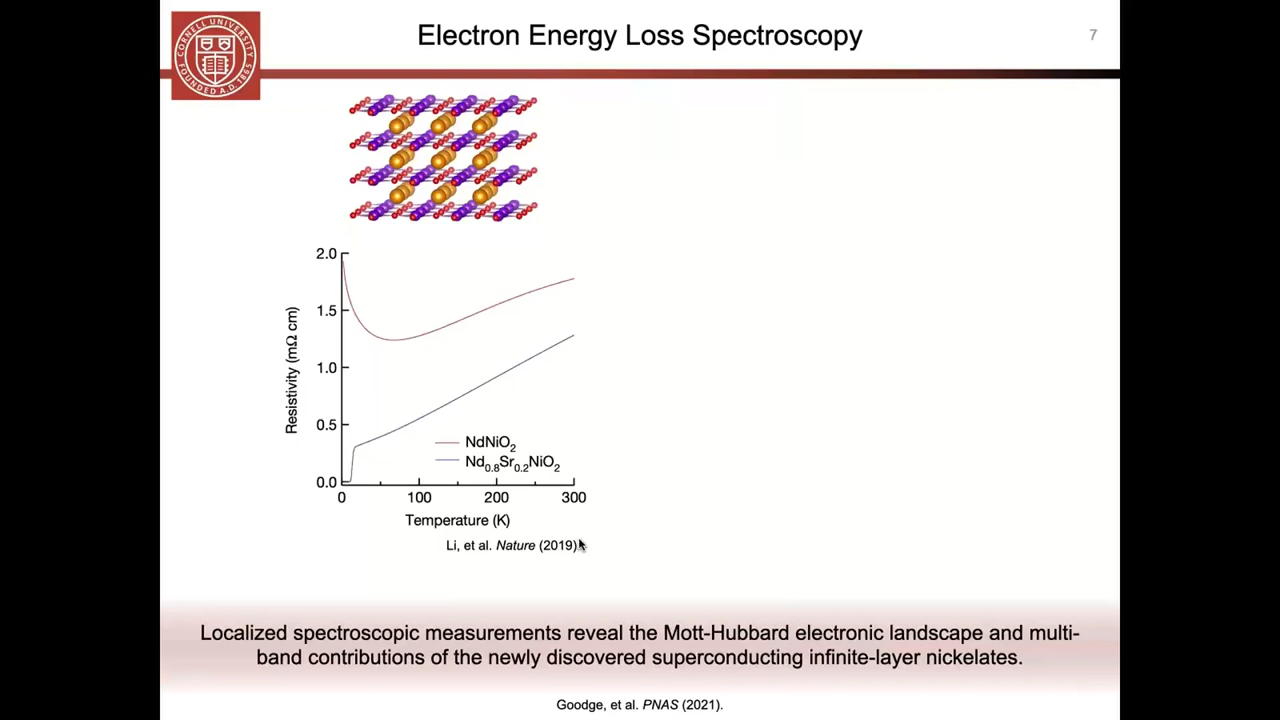 Electron Energy Loss Spectroscopy
7
CORNELL UNIVERSITY
FOUNDED A.D. 1865
2.0
1.5
1.0
0.5
0.0
Resistivity (mΩ cm)
NdNiO₂
Nd₀.₈Sr₀.₂NiO₂
0 100 200 300
Temperature (K)
Li, et al. Nature (2019)
Localized spectroscopic measurements reveal the Mott-Hubbard electronic landscape and multi-
band contributions of the newly discovered superconducting infinite-layer nickelates.
Goodge, et al. PNAS (2021).